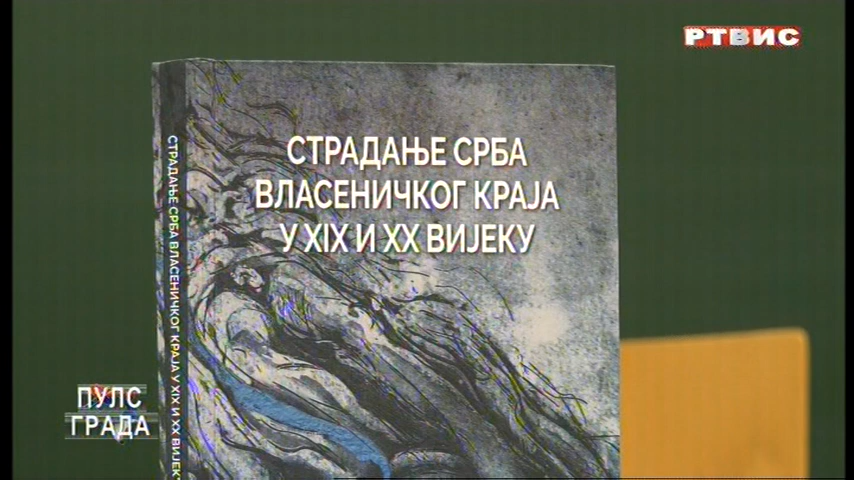 РТВИС
СТРАДАЊЕ СРБА
ВЛАСЕНИЧКОГ КРАЈА
У XIX И XX ВИЈЕКУ
СТРАДАЊЕ СРБА ВЛАСЕНИЧКОГ КРАЈА У XIX И XX ВИЈЕКУ
ПУЛС
ГРАДА